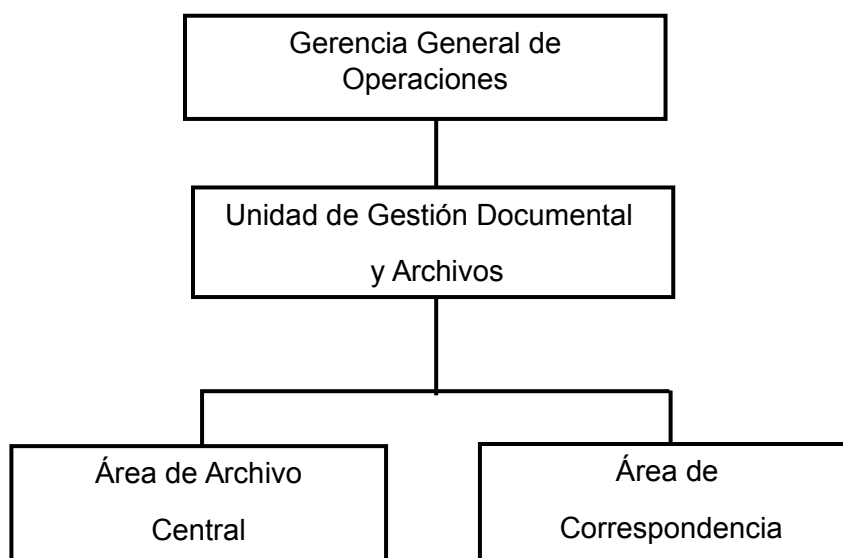 Gerencia General de
Operaciones
Unidad de Gestión Documental
y Archivos
Área de Archivo
Central
Área de
Correspondencia